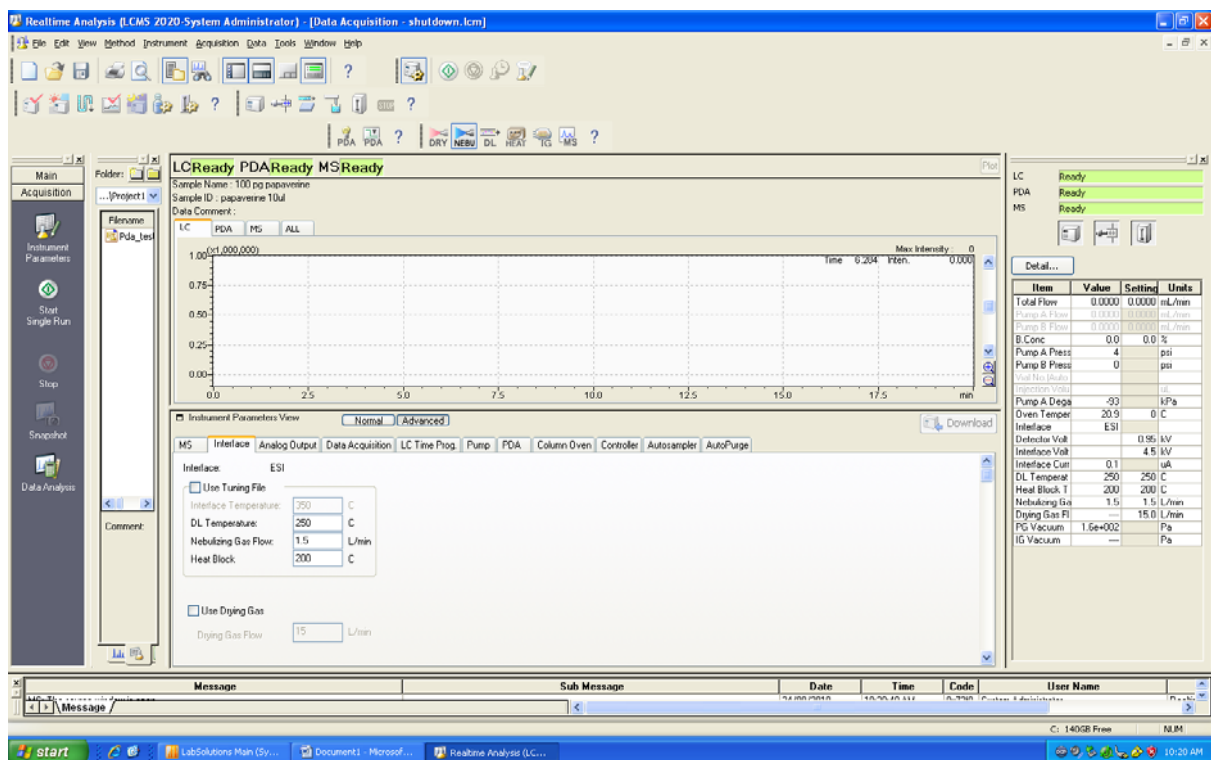 Realtime Analysis (LCMS 2020-System Administrator) - [Data Acquisition - shutdown.lcm]
File Edit View Method Instrument Acquisition Data Tools Window Help
PDA PDA ?
DRY NEBU DL HEAT IG MS ?
Main
Acquisition
Instrument
Parameters
Start
Single Run
Stop
Snapshot
Data Analysis
Folder:
...\Project1
Filename
Pda_test
Comment:
LCReady PDAReady MSReady
Plot
Sample Name : 100 pg papaverine
Sample ID : papaverine 10ul
Data Comment :
LC PDA MS ALL
(x1,000,000)
Max Intensity : 0
Time 6.284 Inten. 0.000
1.00
0.75
0.50
0.25
0.00
0.0 2.5 5.0 7.5 10.0 12.5 15.0 17.5 min
Instrument Parameters View Normal Advanced
Download
MS Interface Analog Output Data Acquisition LC Time Prog. Pump PDA Column Oven Controller Autosampler AutoPurge
Interface: ESI
Use Tuning File
Interface Temperature: 350 C
DL Temperature: 250 C
Nebulizing Gas Flow: 1.5 L/min
Heat Block 200 C
Use Drying Gas
Drying Gas Flow 15 L/min
LC Ready
PDA Ready
MS Ready
Detail...
Item Value Setting Units
Total Flow 0.0000 0.0000 mL/min
Pump A Flow 0.0000 0.0000 mL/min
Pump B Flow 0.0000 0.0000 mL/min
B.Conc 0.0 0.0 %
Pump A Press 4 psi
Pump B Press 0 psi
Vial No.(Auto
Injection Volu uL
Pump A Dega -93 kPa
Oven Temper 20.9 0 C
Interface ESI
Detector Volt 0.95 kV
Interface Volt 4.5 kV
Interface Curr 0.1 uA
DL Temperat 250 250 C
Heat Block T 200 200 C
Nebulizing Ga 1.5 1.5 L/min
Drying Gas Fl --- 15.0 L/min
PG Vacuum 1.6e+002 Pa
IG Vacuum --- Pa
Message Sub Message Date Time Code User Name
Message
C: 140GB Free NUM
start LabSolutions Main (Sy... Document1 - Microsof... Realtime Analysis (LC... 10:20 AM